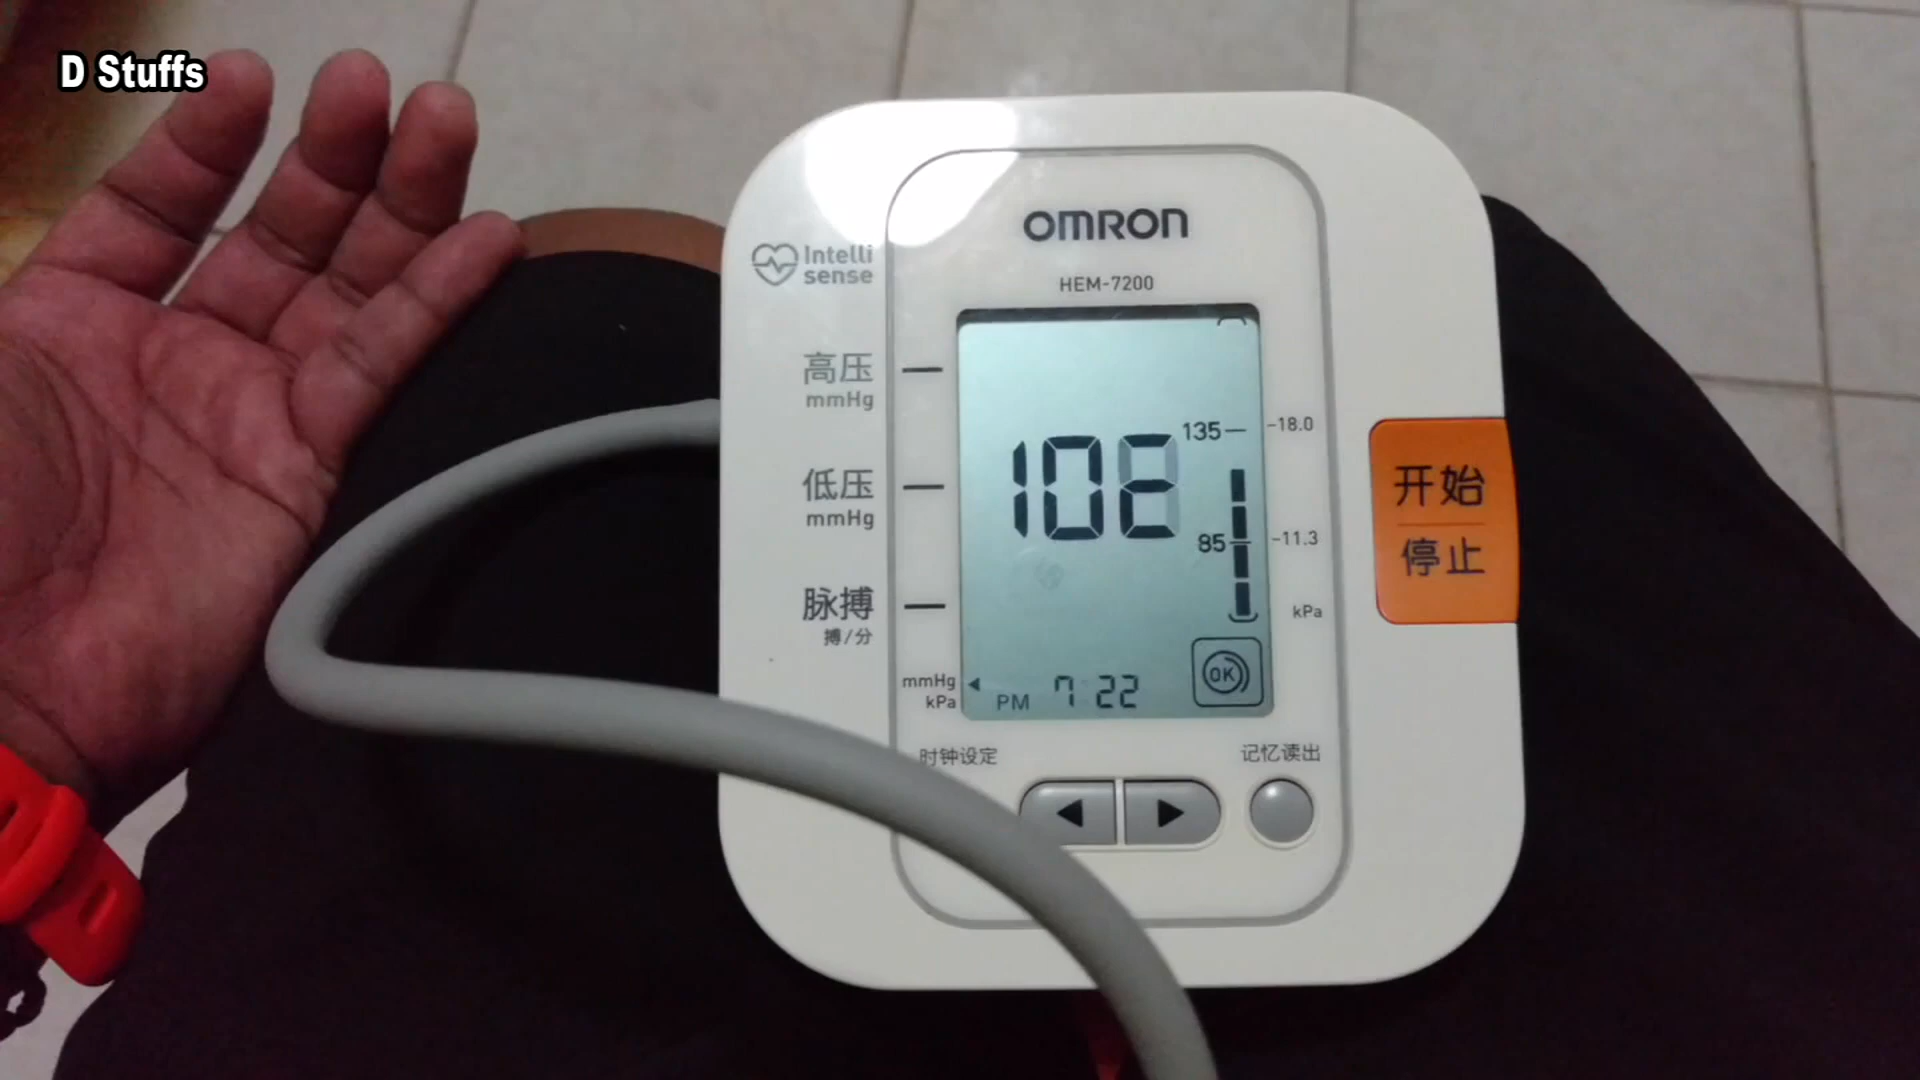 D Stuffs
OMRON
Intelli
sense
HEM-7200
高压
mmHg
135
-18.0
低压
mmHg
85
-11.3
脉搏
搏/分
kPa
mmHg
kPa
PM 7:22
OK
开始
停止
时钟设定
记忆读出